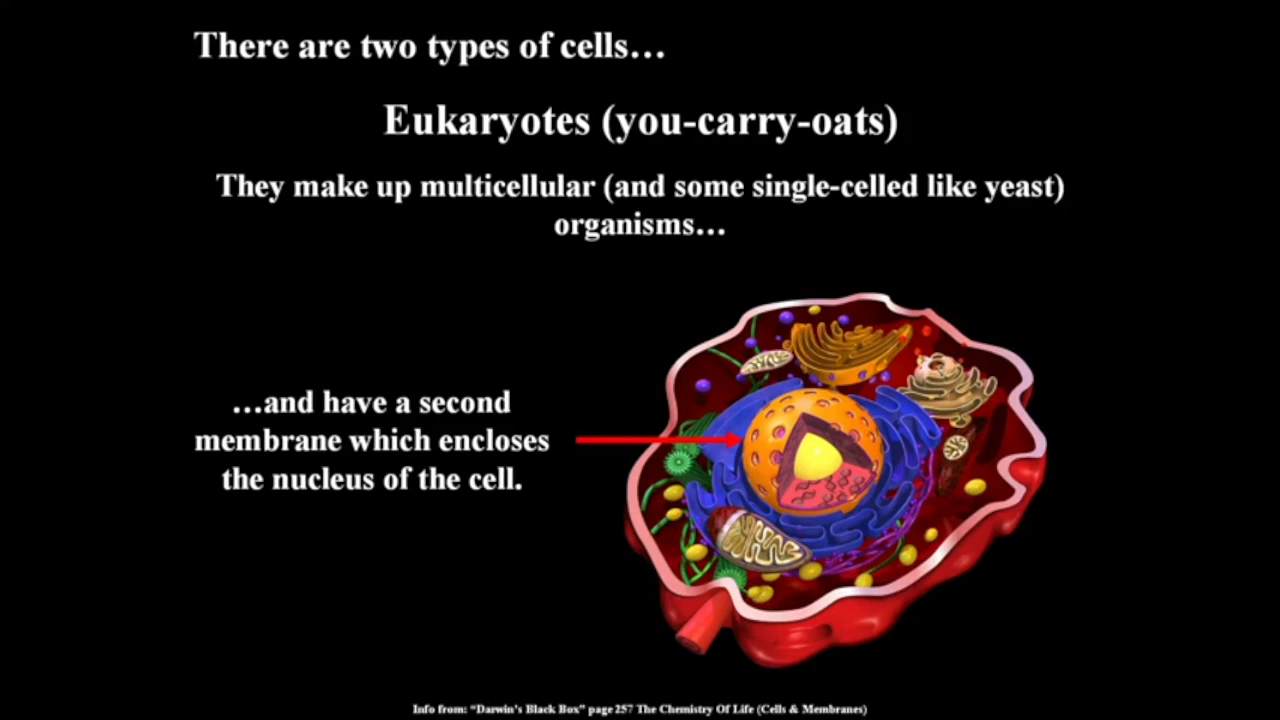 There are two types of cells…
Eukaryotes (you-carry-oats)
They make up multicellular (and some single-celled like yeast)
organisms…
…and have a second
membrane which encloses
the nucleus of the cell.
Info from: “Darwin’s Black Box” page 257 The Chemistry Of Life (Cells & Membranes)